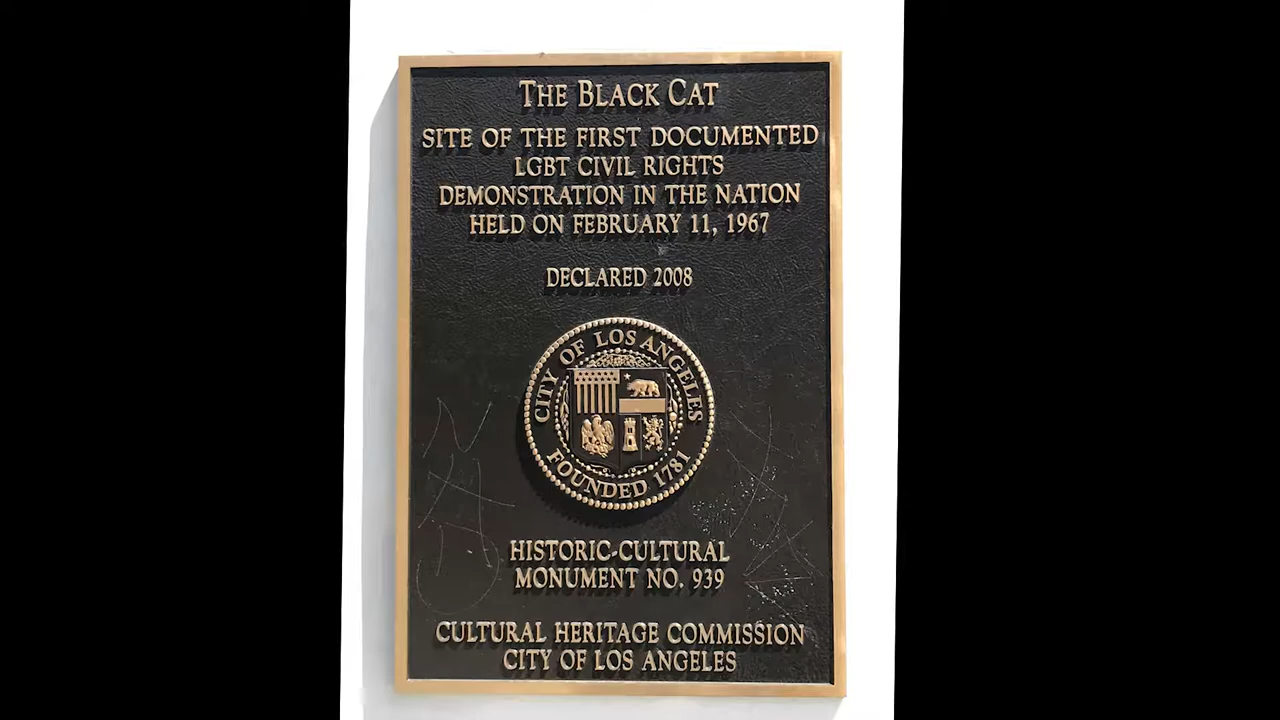 THE BLACK CAT
SITE OF THE FIRST DOCUMENTED
LGBT CIVIL RIGHTS
DEMONSTRATION IN THE NATION
HELD ON FEBRUARY 11, 1967
DECLARED 2008
CITY OF LOS ANGELES
FOUNDED 1781
HISTORIC-CULTURAL
MONUMENT NO. 939
CULTURAL HERITAGE COMMISSION
CITY OF LOS ANGELES